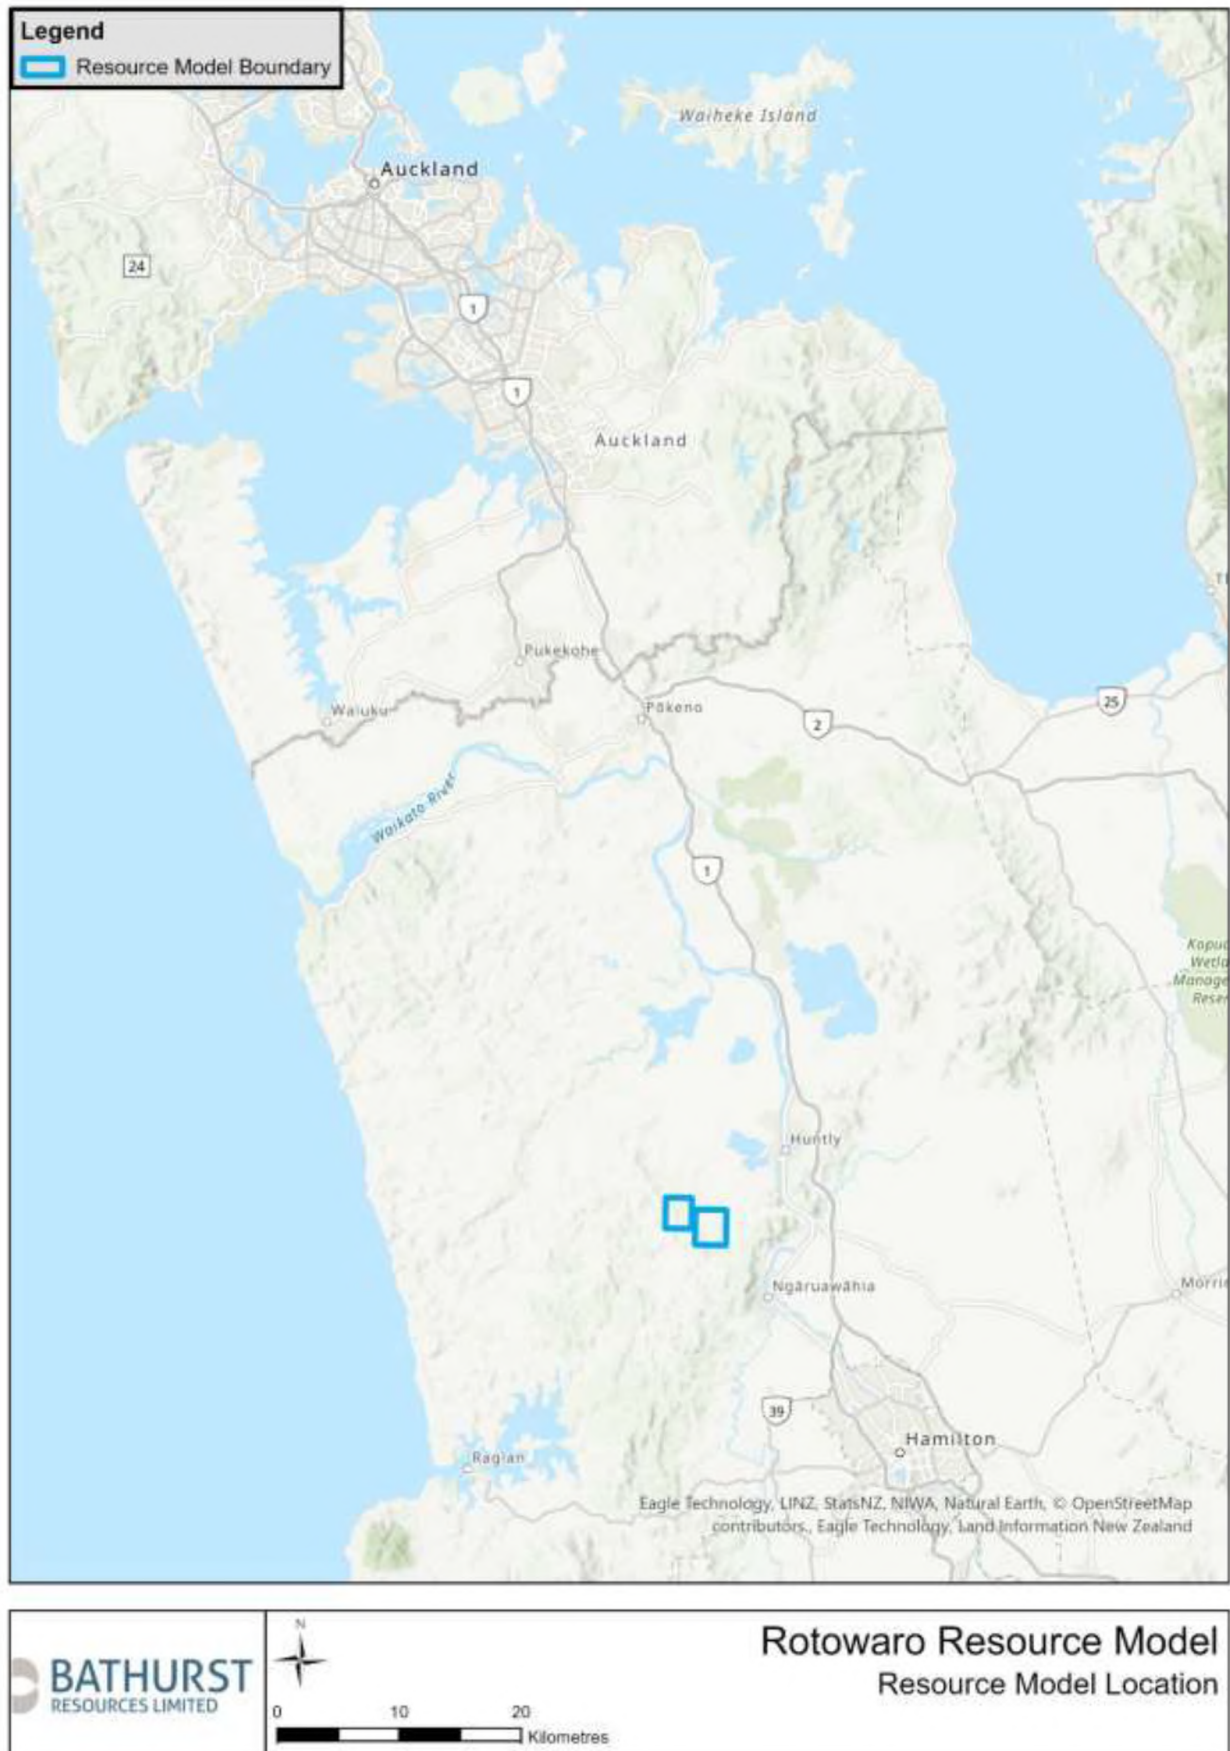 Legend
Resource Model Boundary
Waiheke Island
Auckland
24
1
1
Auckland
Pukekohe
Waiuku
Pōkeno
25
2
Waikato River
1
Huntly
Ngāruawāhia
39
Hamilton
Raglan
Eagle Technology, LINZ, StatsNZ, NIWA, Natural Earth, © OpenStreetMap
contributors., Eagle Technology, Land Information New Zealand
BATHURST
RESOURCES LIMITED
N
0 10 20
Kilometres
Rotowaro Resource Model
Resource Model Location